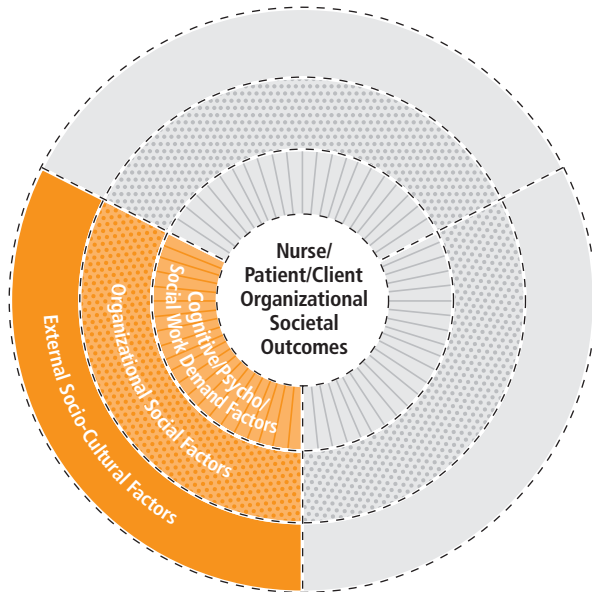 Nurse/
Patient/Client
Organizational
Societal
Outcomes
Cognitive/Psycho/
Social Work Demand Factors
Organizational Social Factors
External Socio-Cultural Factors